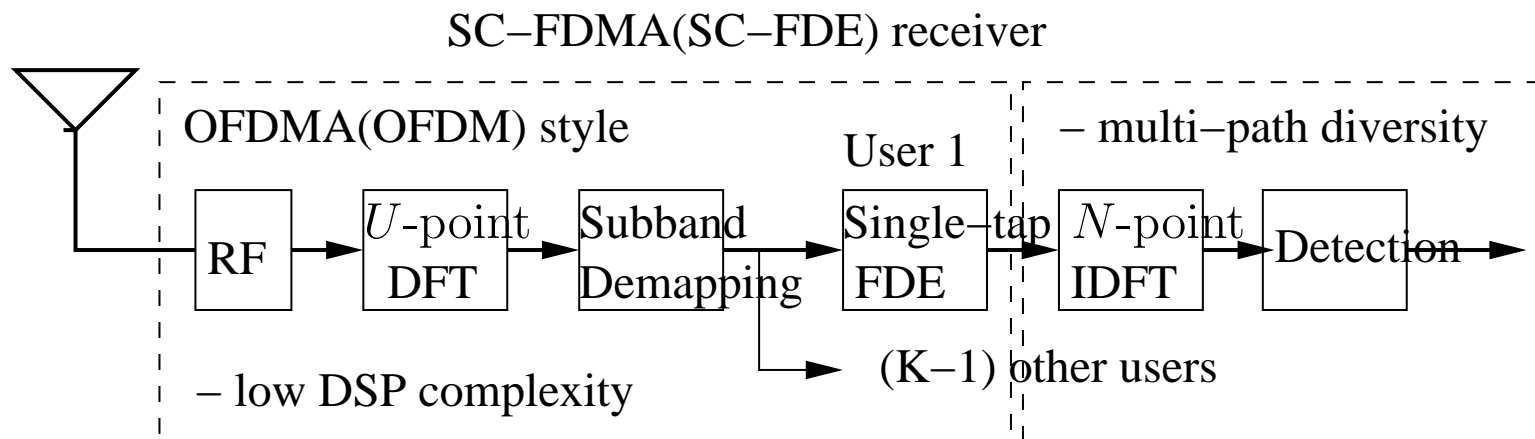 SC–FDMA(SC–FDE) receiver
OFDMA(OFDM) style
– multi–path diversity
User 1
RF
U-point
DFT
Subband
Demapping
Single–tap
FDE
N-point
IDFT
Detection
(K–1) other users
– low DSP complexity